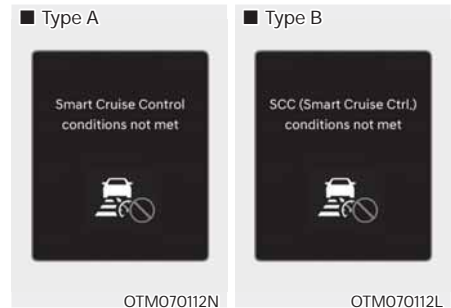 ■ Type A
Smart Cruise Control
conditions not met
OTM070112N
■ Type B
SCC (Smart Cruise Ctrl.)
conditions not met
OTM070112L